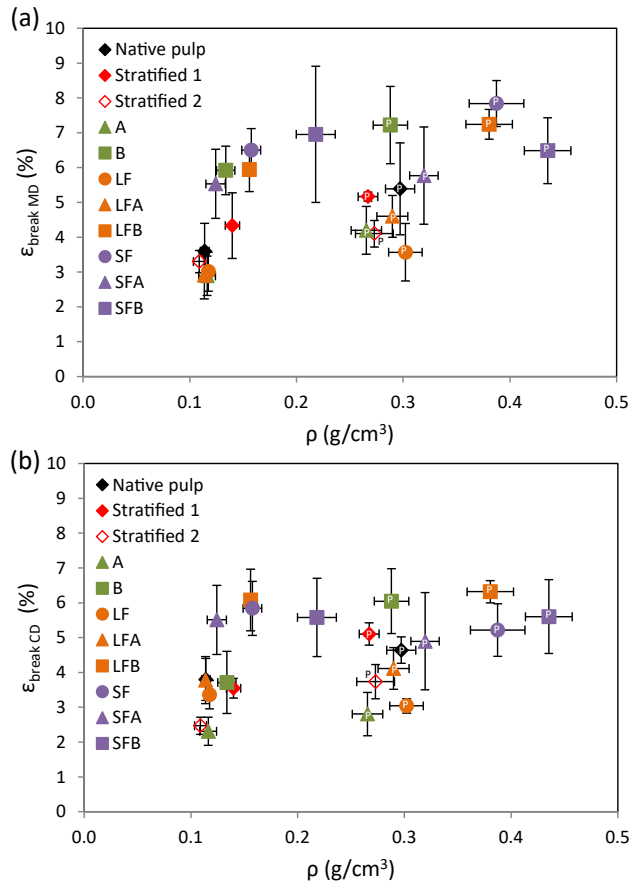 (a)
10
9
8
7
6
5
4
3
2
1
0
ε break MD (%)
Native pulp
Stratified 1
Stratified 2
A
B
LF
LFA
LFB
SF
SFA
SFB
P P P P
P P P
P P P
P P
0.0 0.1 0.2 0.3 0.4 0.5
ρ (g/cm³)
(b)
10
9
8
7
6
5
4
3
2
1
0
ε break CD (%)
Native pulp
Stratified 1
Stratified 2
A
B
LF
LFA
LFB
SF
SFA
SFB
P P P
P P P P
P P
P P
0.0 0.1 0.2 0.3 0.4 0.5
ρ (g/cm³)